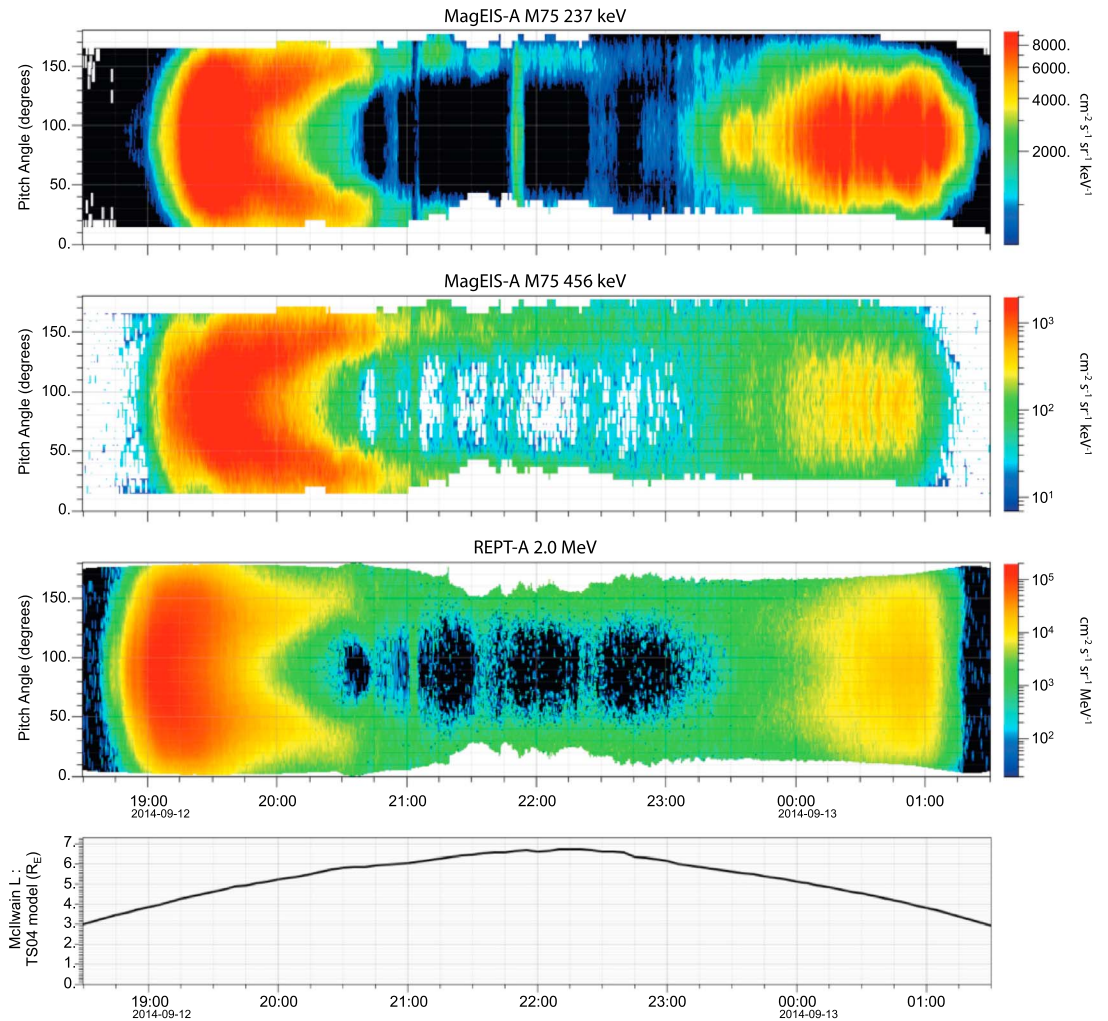 MagEIS-A M75 237 keV
Pitch Angle (degrees)
150.
100.
50.
0.
8000.
6000.
4000.
2000.
cm-2 s-1 sr-1 keV-1
MagEIS-A M75 456 keV
Pitch Angle (degrees)
150.
100.
50.
0.
10³
10²
10¹
cm-2 s-1 sr-1 keV-1
REPT-A 2.0 MeV
Pitch Angle (degrees)
150.
100.
50.
0.
10⁵
10⁴
10³
10²
cm-2 s-1 sr-1 MeV-1
19:00 20:00 21:00 22:00 23:00 00:00 01:00
2014-09-12 2014-09-13
McIlwain L :
TS04 model (RE)
7.
6.
5.
4.
3.
2.
1.
0.
19:00 20:00 21:00 22:00 23:00 00:00 01:00
2014-09-12 2014-09-13